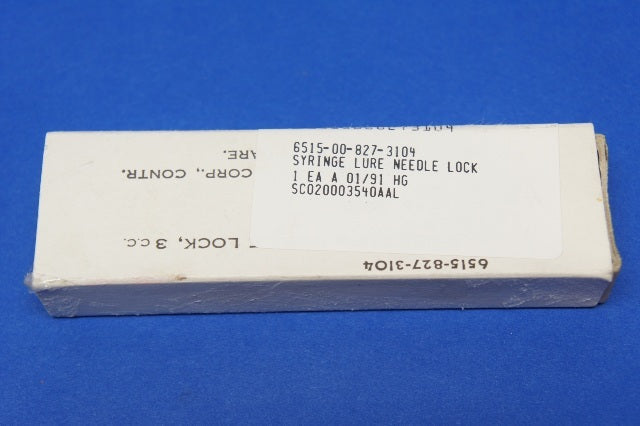 6515-00-827-3104
SYRINGE LURE NEEDLE LOCK
1 EA A 01/91 HG
SC020003540AAL
6515-827-3104
LOCK, 3 C.C.
CORP., CONTR.
ARE.